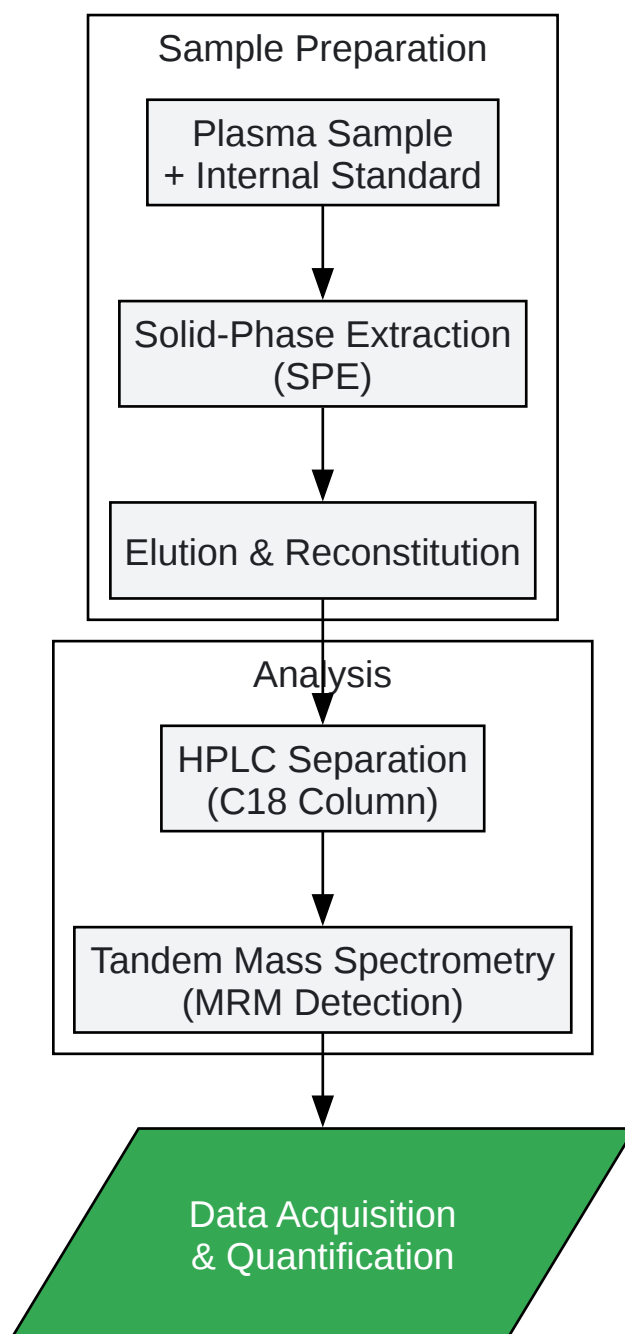 Sample Preparation
Plasma Sample
+ Internal Standard
Solid-Phase Extraction
(SPE)
Elution & Reconstitution
Analysis
HPLC Separation
(C18 Column)
Tandem Mass Spectrometry
(MRM Detection)
Data Acquisition
& Quantification